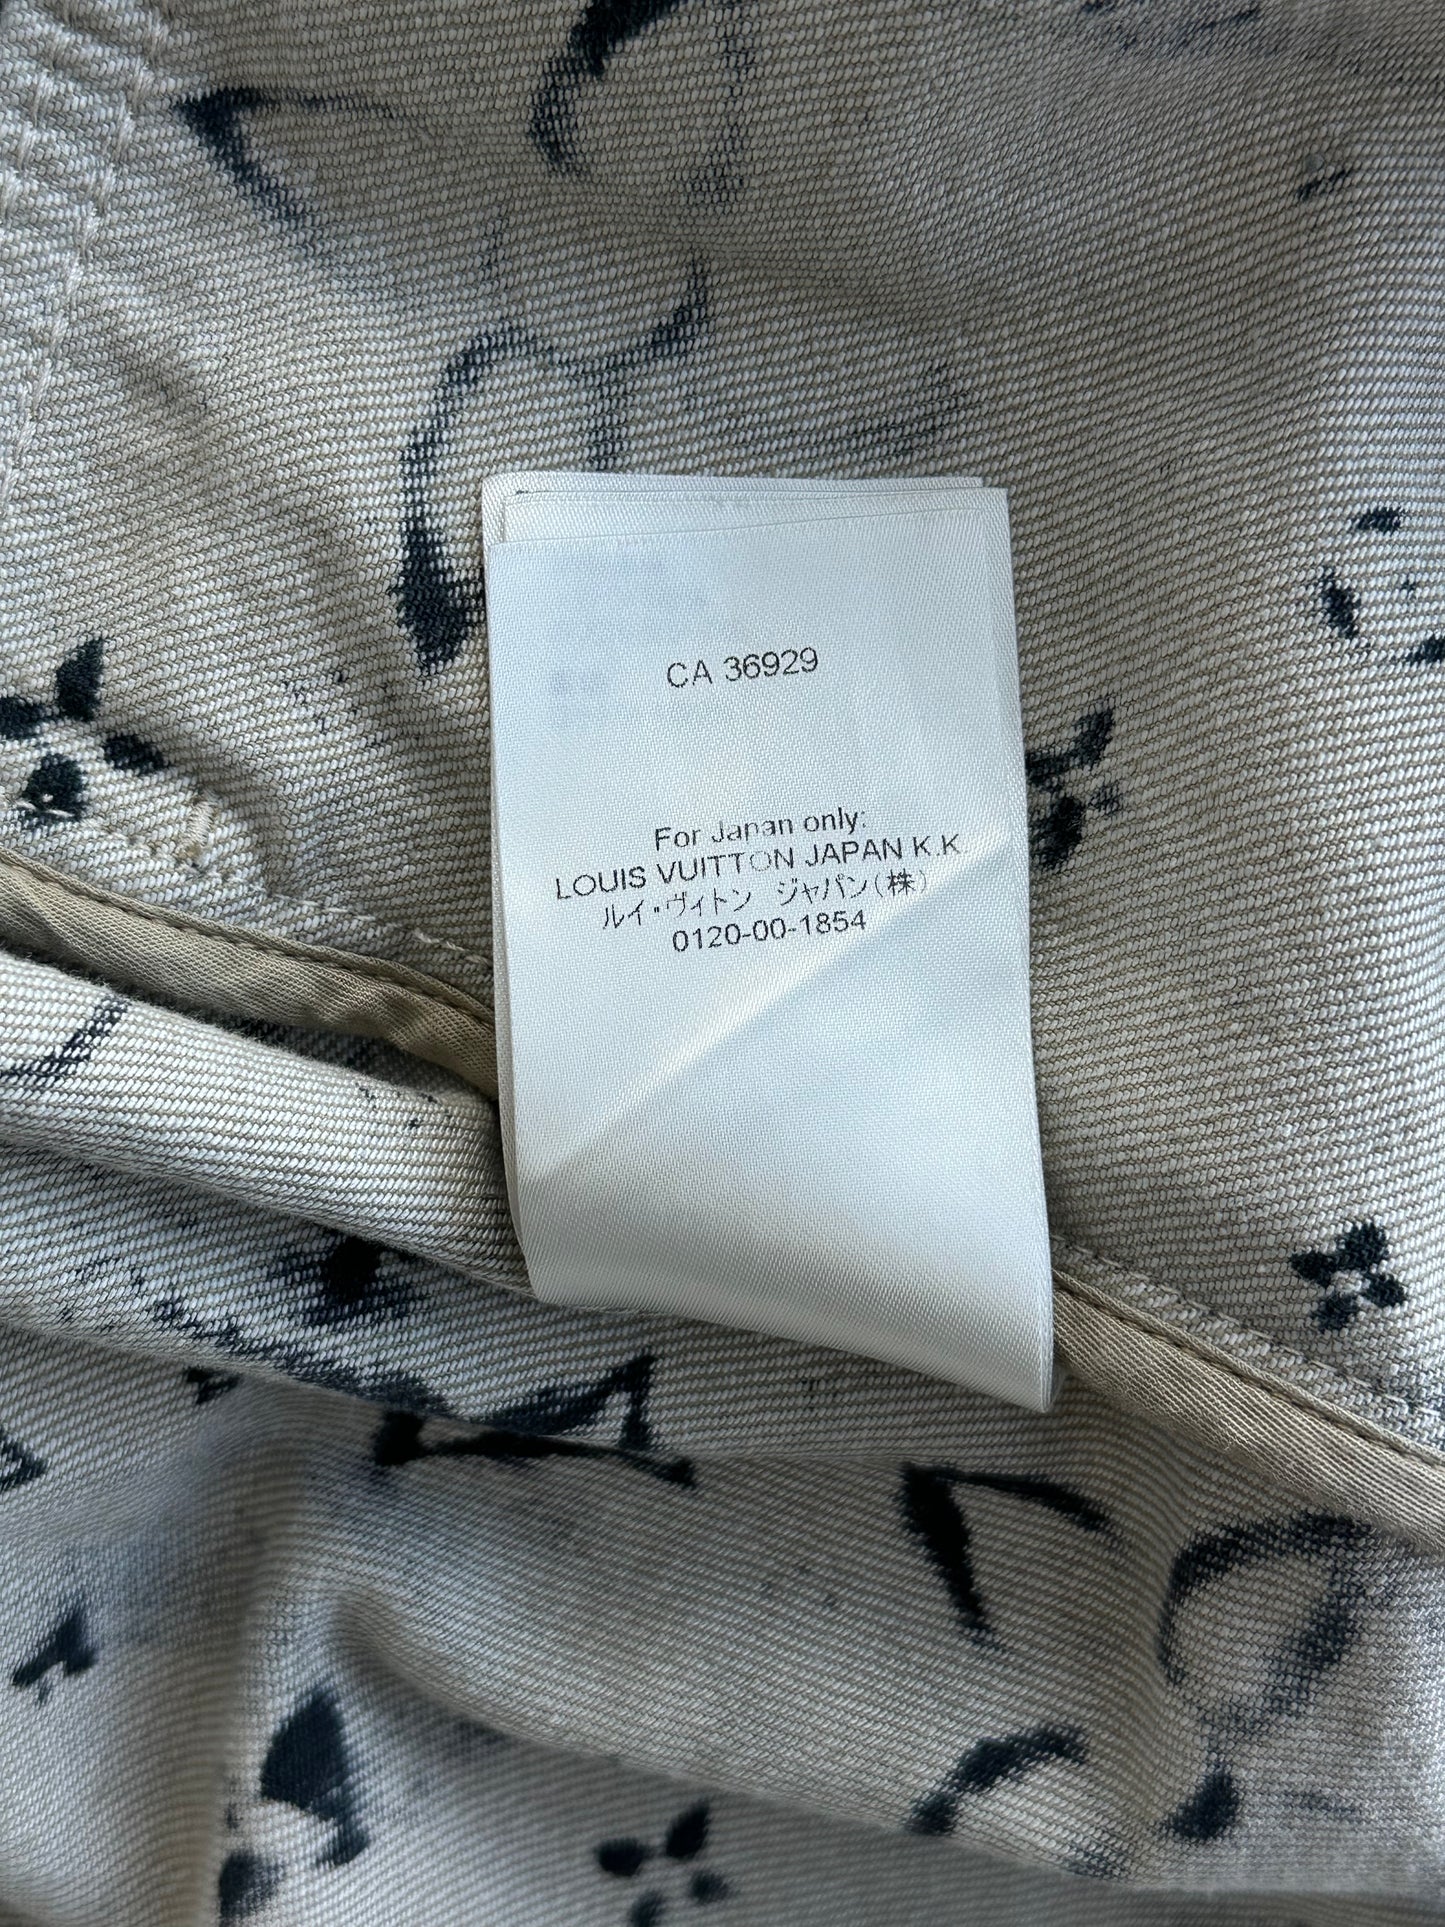 CA 36929
For Japan only:
LOUIS VUITTON JAPAN K.K
ルイ・ヴィトン ジャパン(株)
0120-00-1854